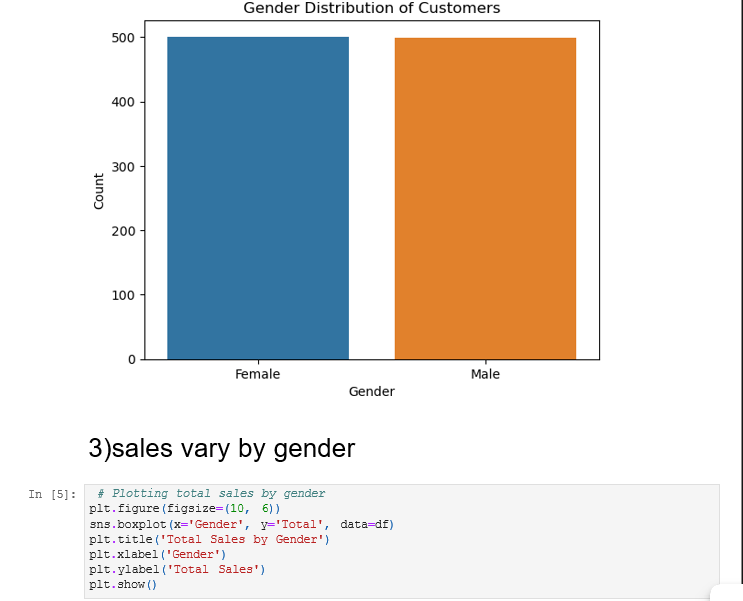 Gender Distribution of Customers
500
400
300
200
100
0
Count
Female Male
Gender
3)sales vary by gender
In [5]: # Plotting total sales by gender
plt.figure(figsize=(10, 6))
sns.boxplot(x='Gender', y='Total', data=df)
plt.title('Total Sales by Gender')
plt.xlabel('Gender')
plt.ylabel('Total Sales')
plt.show()